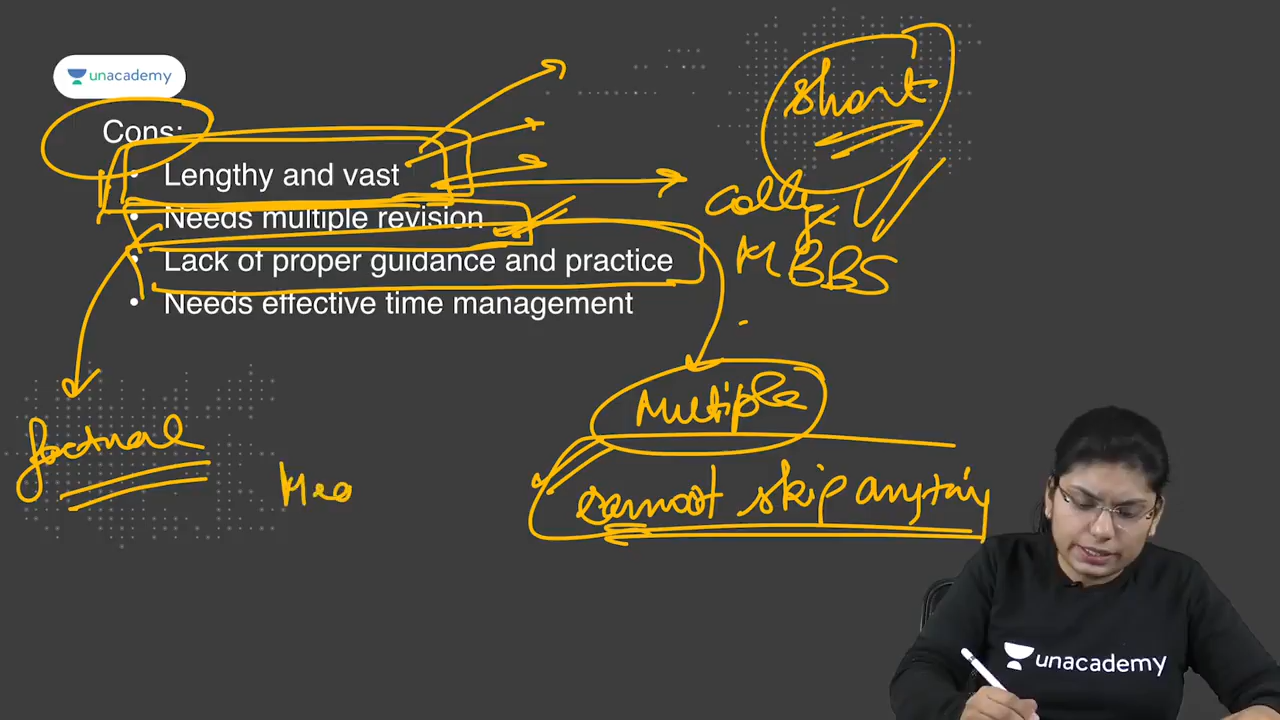 unacademy
short
Cons:
• Lengthy and vast
• Needs multiple revision
• Lack of proper guidance and practice
• Needs effective time management
MBBS
Multiple
factual
cannot skip anything
unacademy